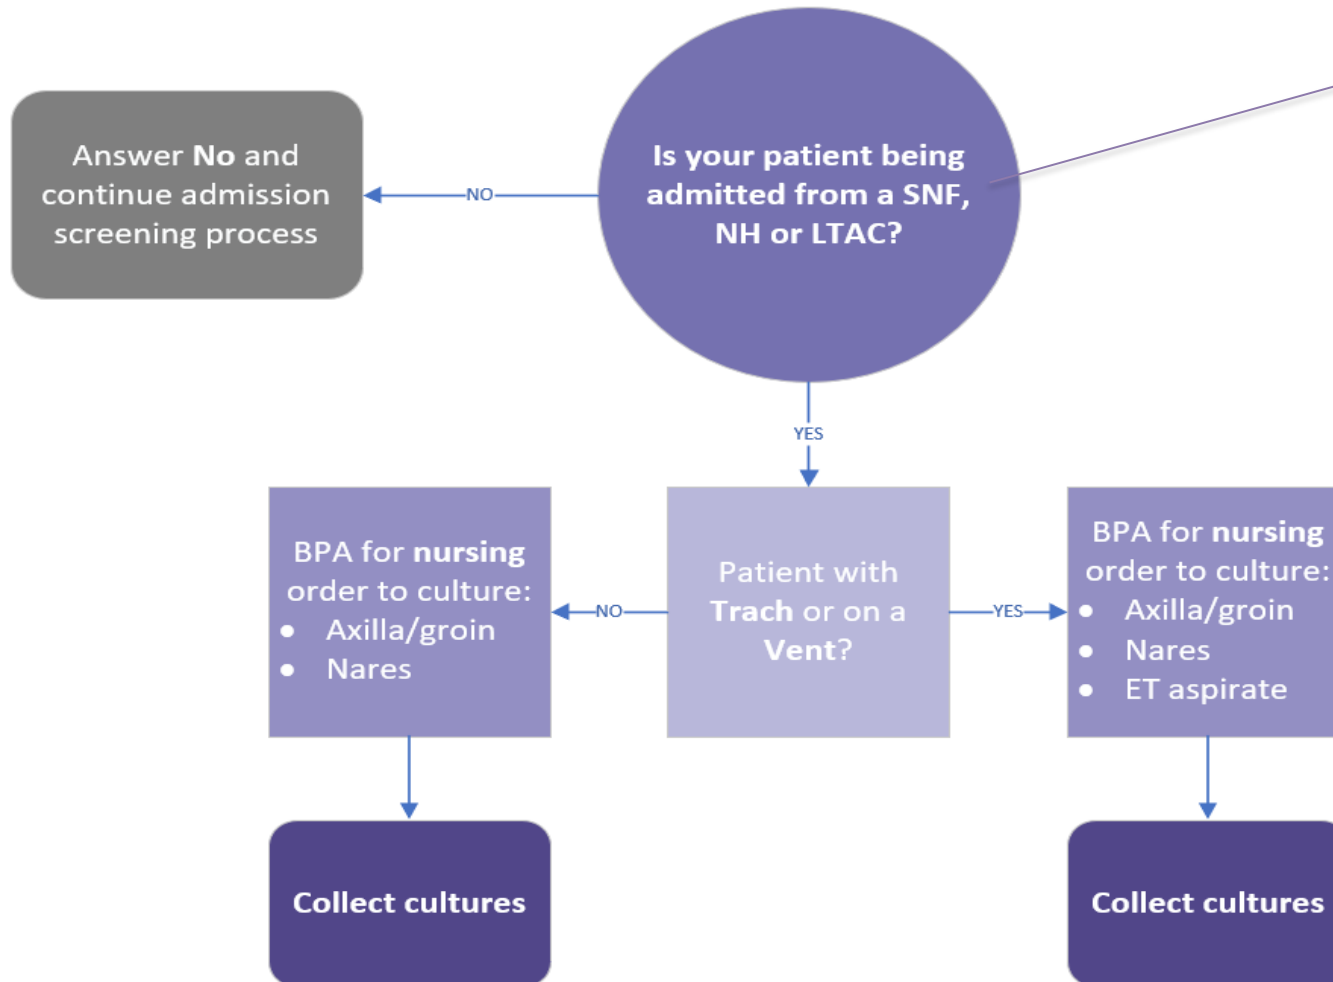 Is your patient being
admitted from a SNF,
NH or LTAC?
NO
Answer No and
continue admission
screening process
YES
Patient with
Trach or on a
Vent?
NO
BPA for nursing
order to culture:
• Axilla/groin
• Nares
Collect cultures
YES
BPA for nursing
order to culture:
• Axilla/groin
• Nares
• ET aspirate
Collect cultures